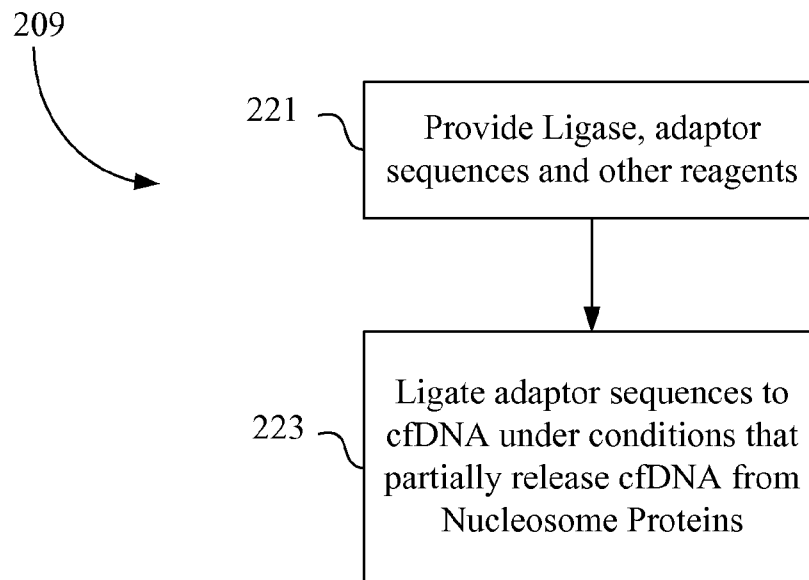 209
221
Provide Ligase, adaptor
sequences and other reagents
223
Ligate adaptor sequences to
cfDNA under conditions that
partially release cfDNA from
Nucleosome Proteins